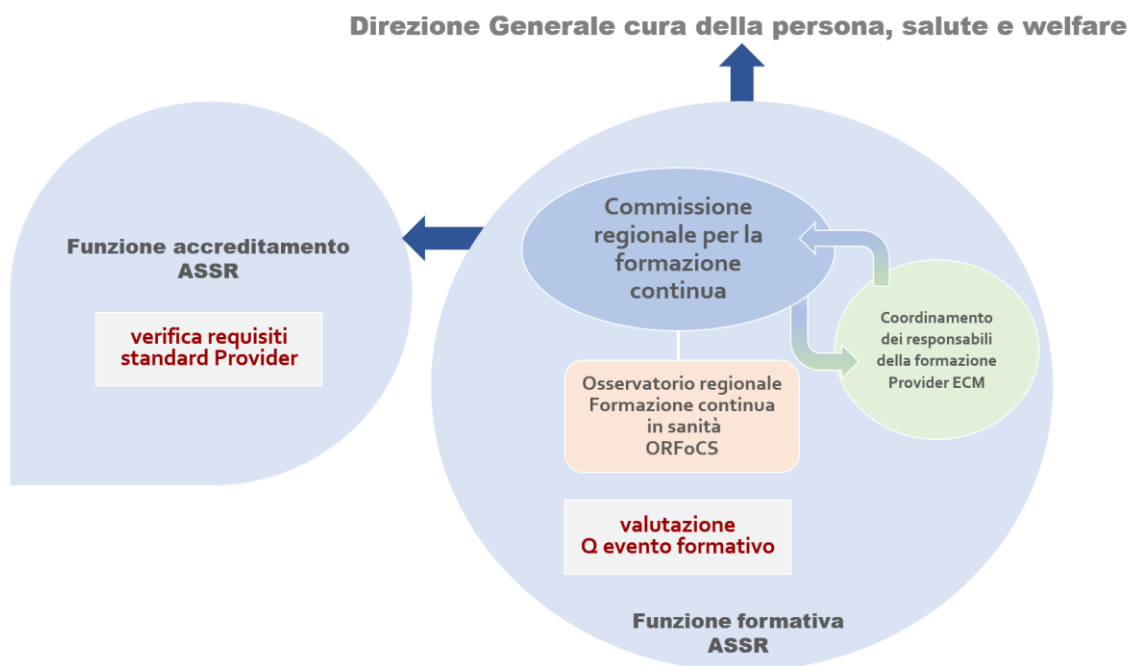 Direzione Generale cura della persona, salute e welfare
Funzione accreditamento
ASSR
verifica requisiti
standard Provider
Commissione
regionale per la
formazione
continua
Coordinamento
dei responsabili
della formazione
Provider ECM
Osservatorio regionale
Formazione continua
in sanità
ORFoCS
valutazione
Q evento formativo
Funzione formativa
ASSR